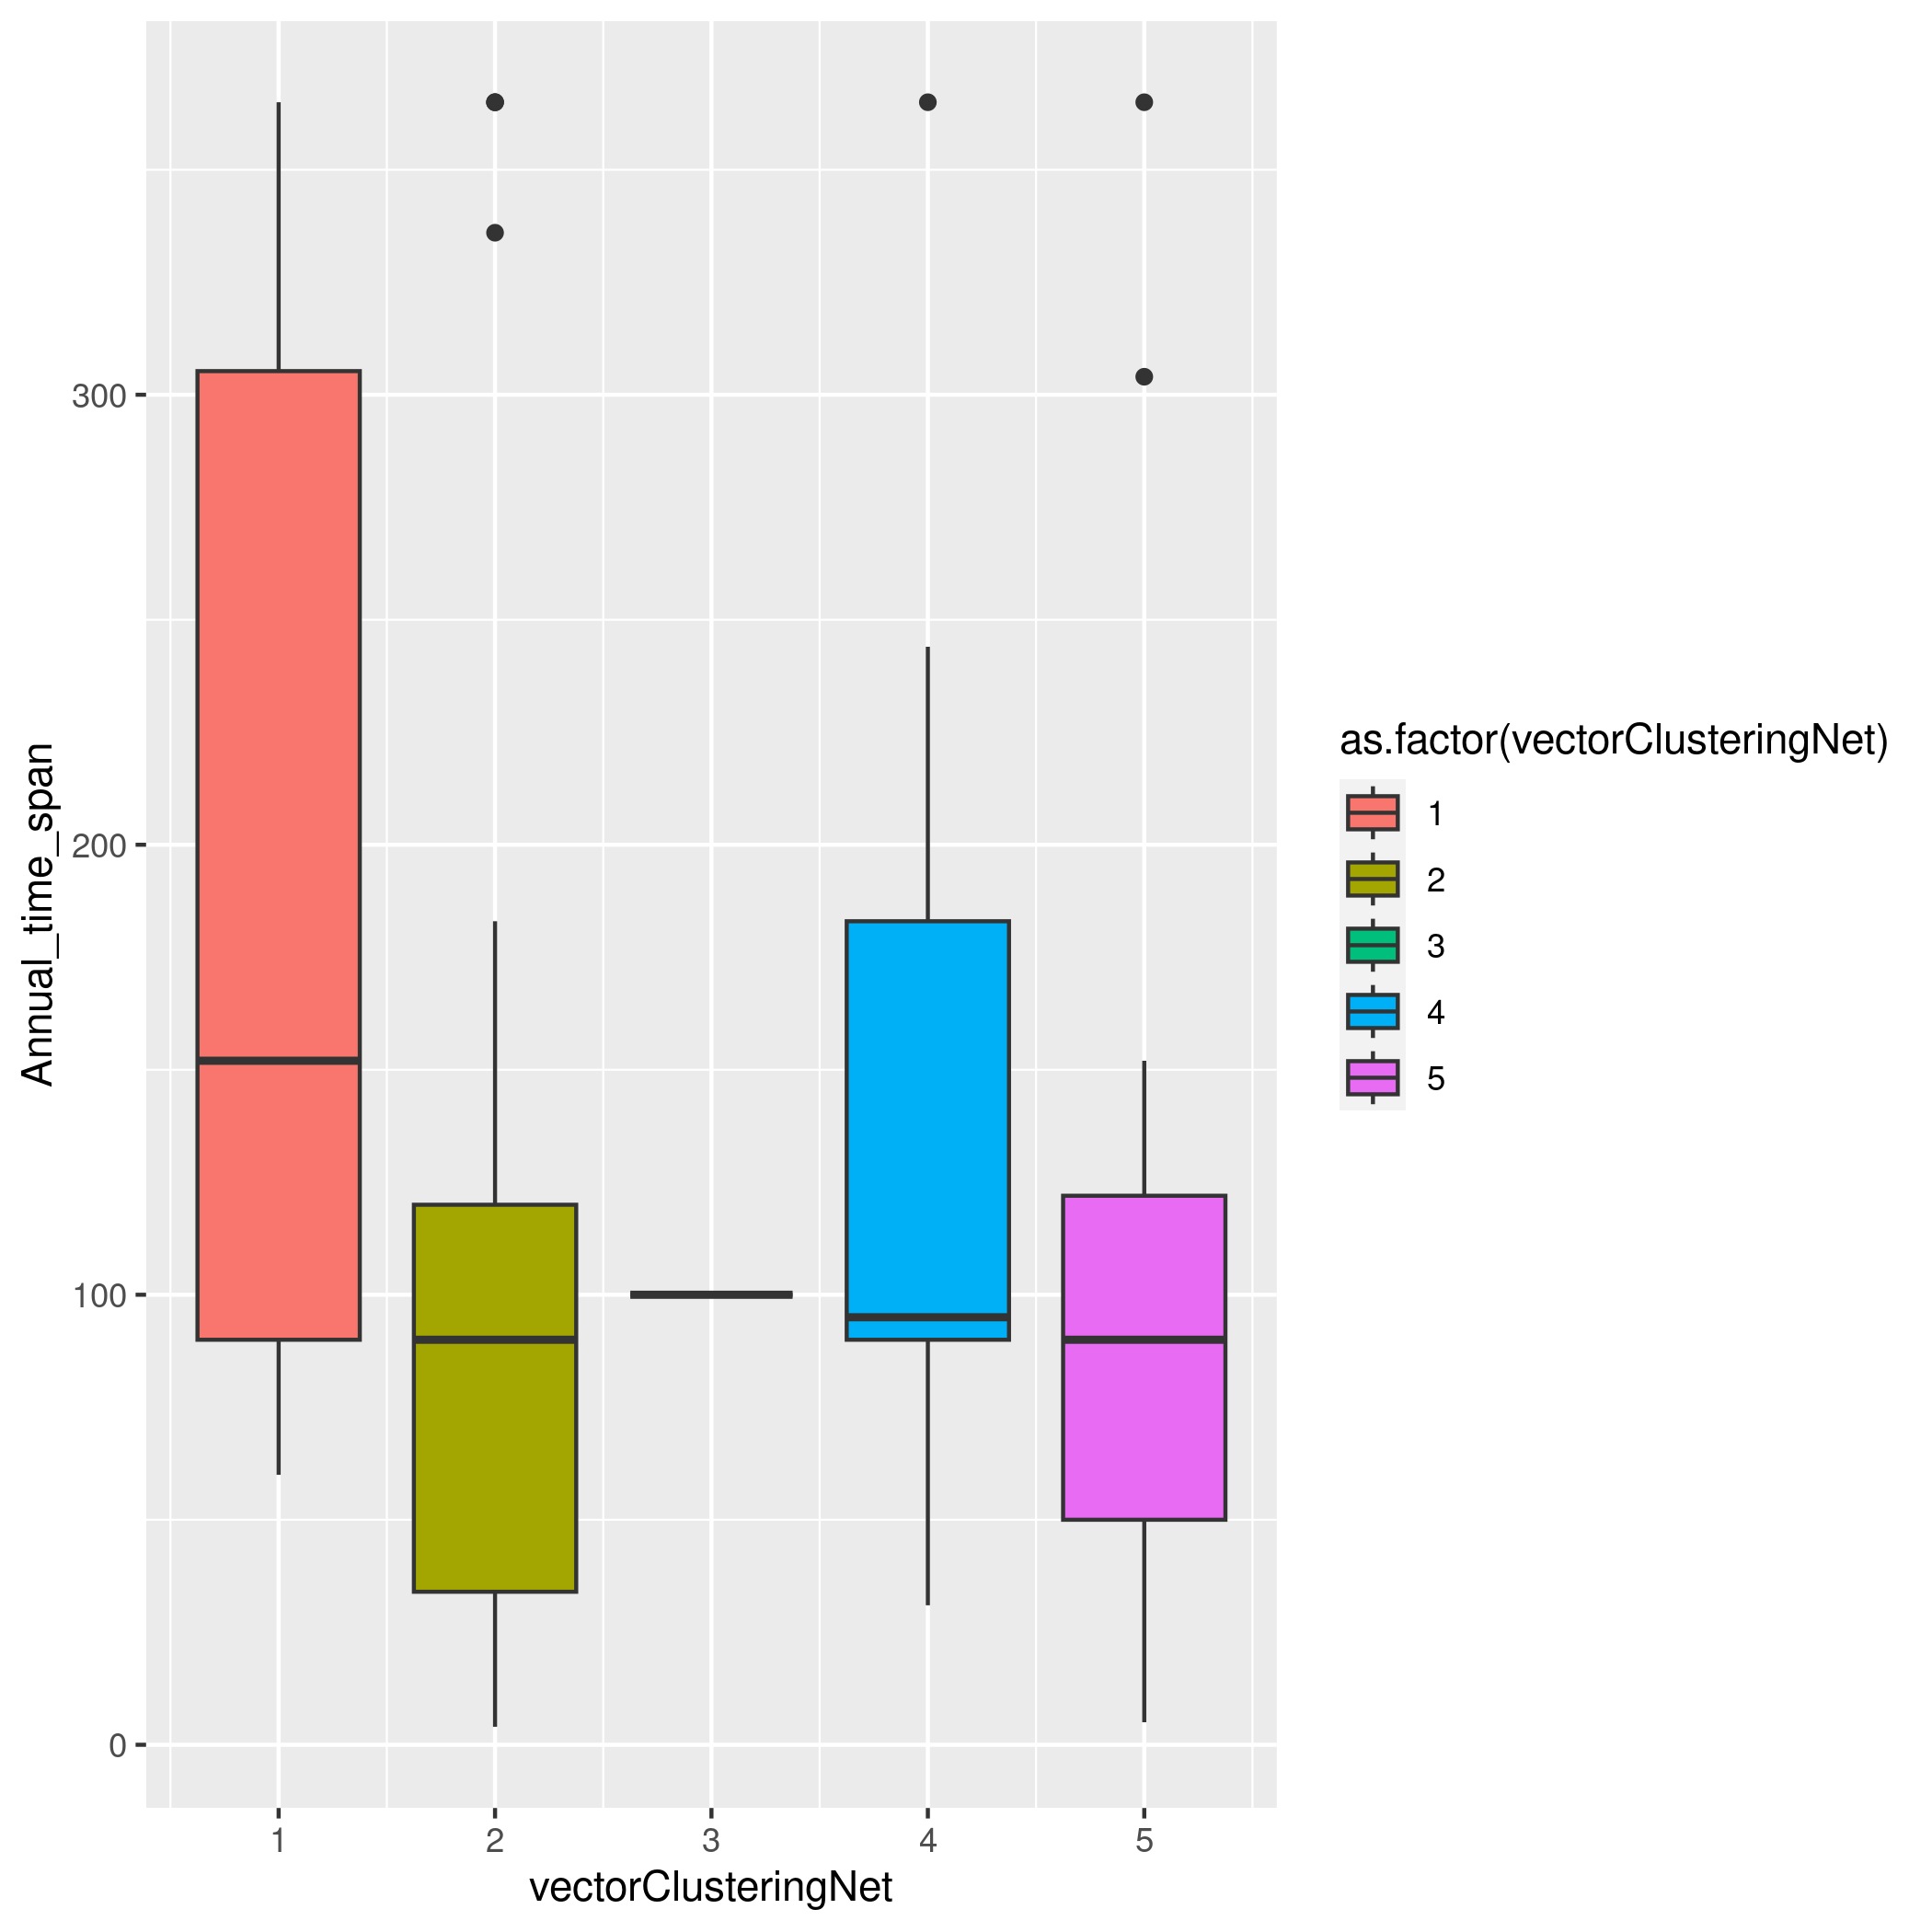 Annual_time_span
300
200
100
0
1 2 3 4 5
vectorClusteringNet
as.factor(vectorClusteringNet)
1
2
3
4
5